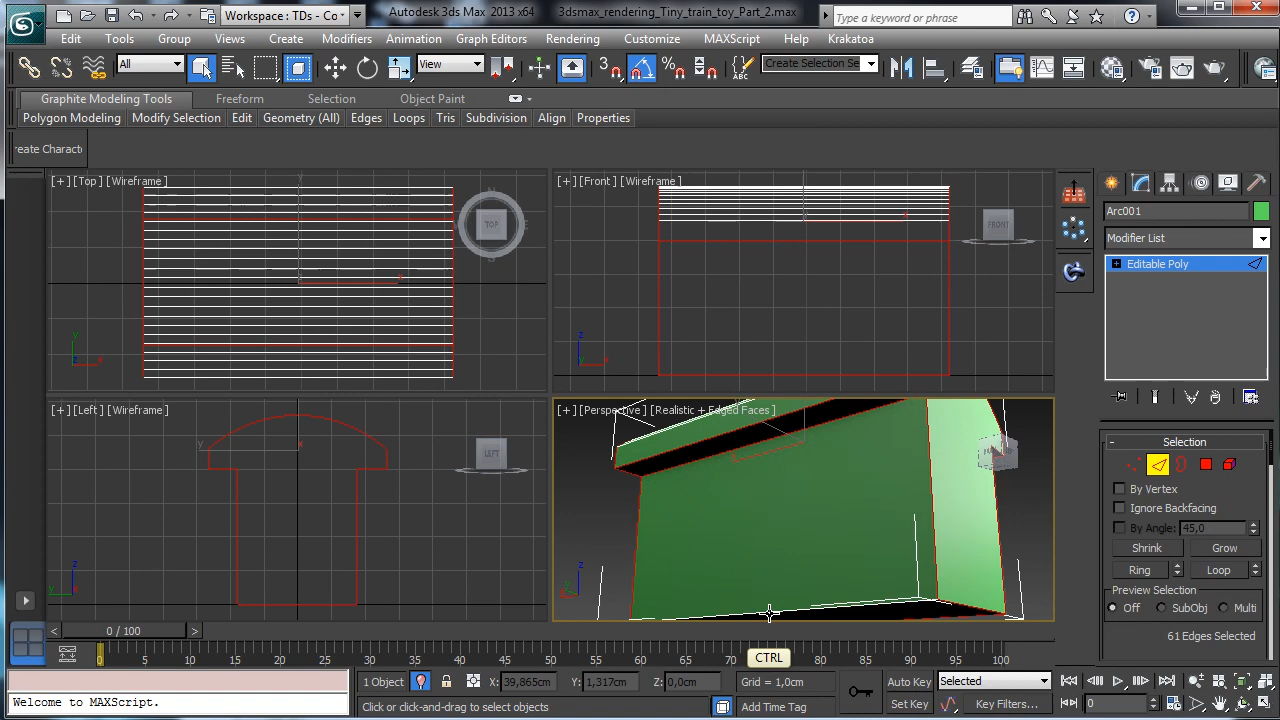 Workspace: TDs - Co
Autodesk 3ds Max 2013 x64
3dsmax_rendering_Tiny_train_toy_Part_2.max
Type a keyword or phrase
Edit Tools Group Views Create Modifiers Animation Graph Editors Rendering Customize MAXScript Help Krakatoa
All View 3 Create Selection Se
Graphite Modeling Tools Freeform Selection Object Paint
Polygon Modeling Modify Selection Edit Geometry (All) Edges Loops Tris Subdivision Align Properties
eate Charact
[+][Top][Wireframe] [+][Front][Wireframe]
TOP FRONT
Arc001
Modifier List
Editable Poly
[+][Left][Wireframe] [+][Perspective][Realistic + Edged Faces]
LEFT
- Selection
By Vertex
Ignore Backfacing
By Angle: 45,0
Shrink Grow
Ring Loop
Preview Selection
Off SubObj Multi
61 Edges Selected
< 0 / 100 >
0 5 10 15 20 25 30 35 40 45 50 55 60 65 70 75 80 85 90 95 100
CTRL
1 Object X: 39,865cm Y: 1,317cm Z: 0,0cm Grid = 1,0cm Auto Key Selected
Welcome to MAXScript. Click or click-and-drag to select objects Add Time Tag Set Key Key Filters... 0